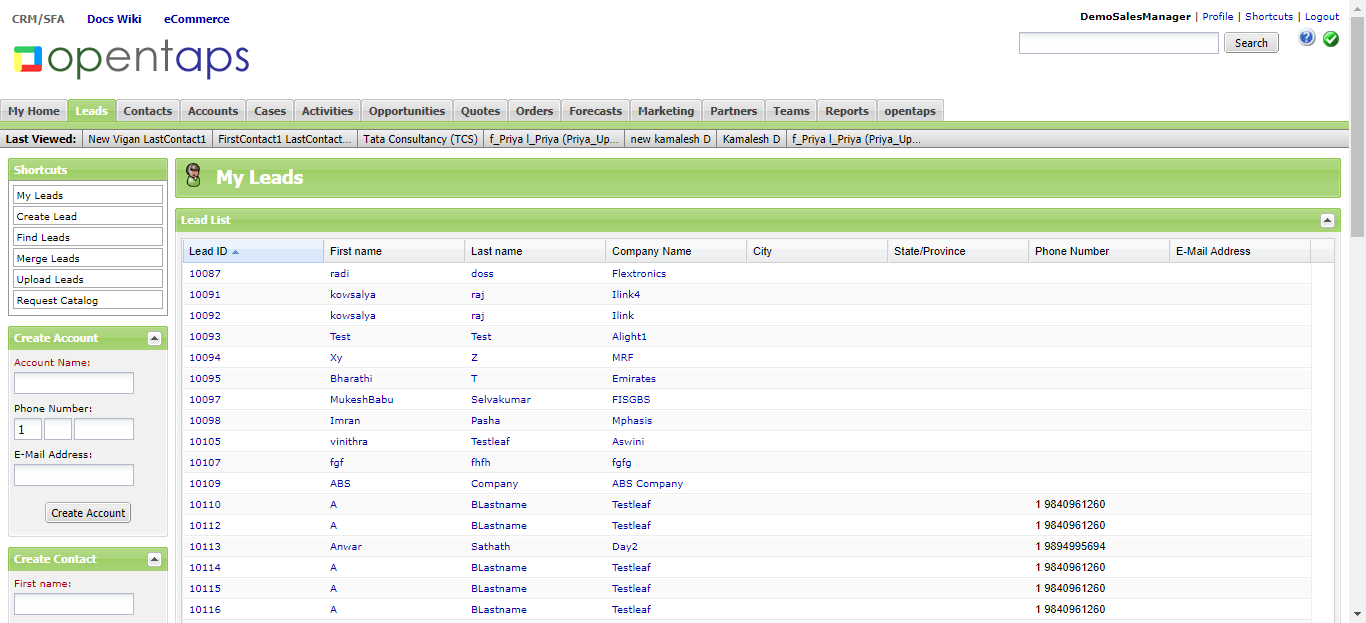 CRM/SFA Docs Wiki eCommerce
DemoSalesManager | Profile | Shortcuts | Logout
opentaps
Search
My Home Leads Contacts Accounts Cases Activities Opportunities Quotes Orders Forecasts Marketing Partners Teams Reports opentaps
Last Viewed: New Vigan LastContact1 FirstContact1 LastContact... Tata Consultancy (TCS) f_Priya l_Priya (Priya_Up... new kamalesh D Kamalesh D f_Priya l_Priya (Priya_Up...
Shortcuts
My Leads
Create Lead
Find Leads
Merge Leads
Upload Leads
Request Catalog
Create Account
Account Name:
Phone Number:
1
E-Mail Address:
Create Account
Create Contact
First name:
My Leads
Lead List
Lead ID First name Last name Company Name City State/Province Phone Number E-Mail Address
10087 radi doss Flextronics
10091 kowsalya raj Ilink4
10092 kowsalya raj Ilink
10093 Test Test Alight1
10094 Xy Z MRF
10095 Bharathi T Emirates
10097 MukeshBabu Selvakumar FISGBS
10098 Imran Pasha Mphasis
10105 vinithra Testleaf Aswini
10107 fgf fhfh fgfg
10109 ABS Company ABS Company
10110 A BLastname Testleaf 1 9840961260
10112 A BLastname Testleaf 1 9840961260
10113 Anwar Sathath Day2 1 9894995694
10114 A BLastname Testleaf 1 9840961260
10115 A BLastname Testleaf 1 9840961260
10116 A BLastname Testleaf 1 9840961260